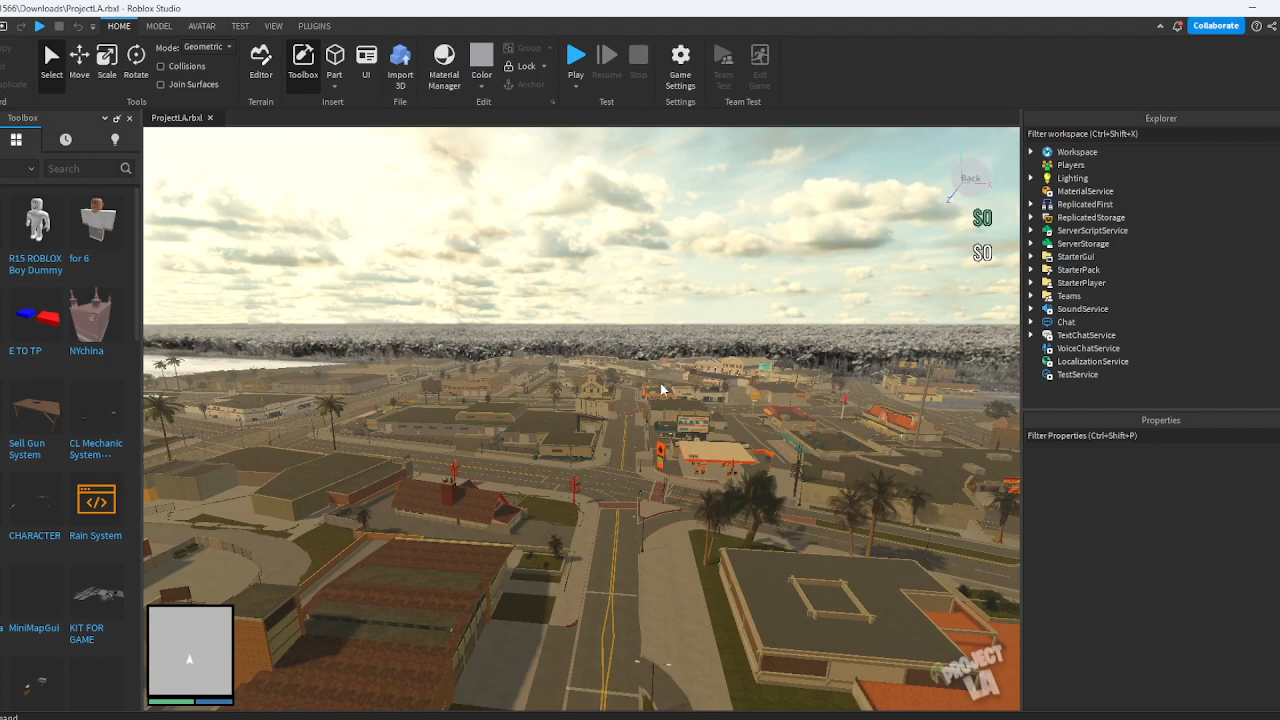 1566\Downloads\ProjectLA.rbxl - Roblox Studio
HOME MODEL AVATAR TEST VIEW PLUGINS
Collaborate
Mode: Geometric
Collisions
Join Surfaces
Select Move Scale Rotate
Editor
Toolbox Part UI
Import
3D
Material
Manager
Color
Group
Lock
Anchor
Play Resume Stop
Game
Settings
Team
Test
Exit
Game
Tools Terrain Insert File Edit Test Settings Team Test
Toolbox
ProjectLA.rbxl
Explorer
Search
Filter workspace (Ctrl+Shift+X)
Workspace
Players
Lighting
MaterialService
ReplicatedFirst
ReplicatedStorage
ServerScriptService
ServerStorage
StarterGui
StarterPack
StarterPlayer
Teams
SoundService
Chat
TextChatService
VoiceChatService
LocalizationService
TestService
Properties
Filter Properties (Ctrl+Shift+P)
R15 ROBLOX
Boy Dummy
for 6
E TO TP
NYchina
Sell Gun
System
CL Mechanic
System···
CHARACTER
Rain System
MiniMapGui
KIT FOR
GAME
Back
X
Z
$0
$0
PROJECT
LA